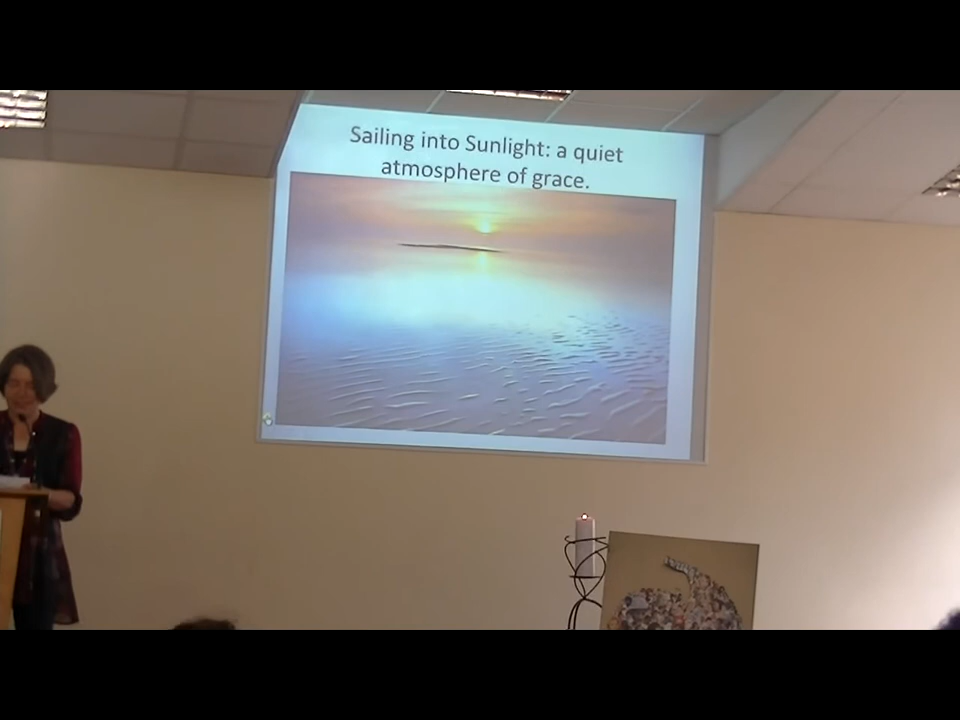 Sailing into Sunlight: a quiet
atmosphere of grace.